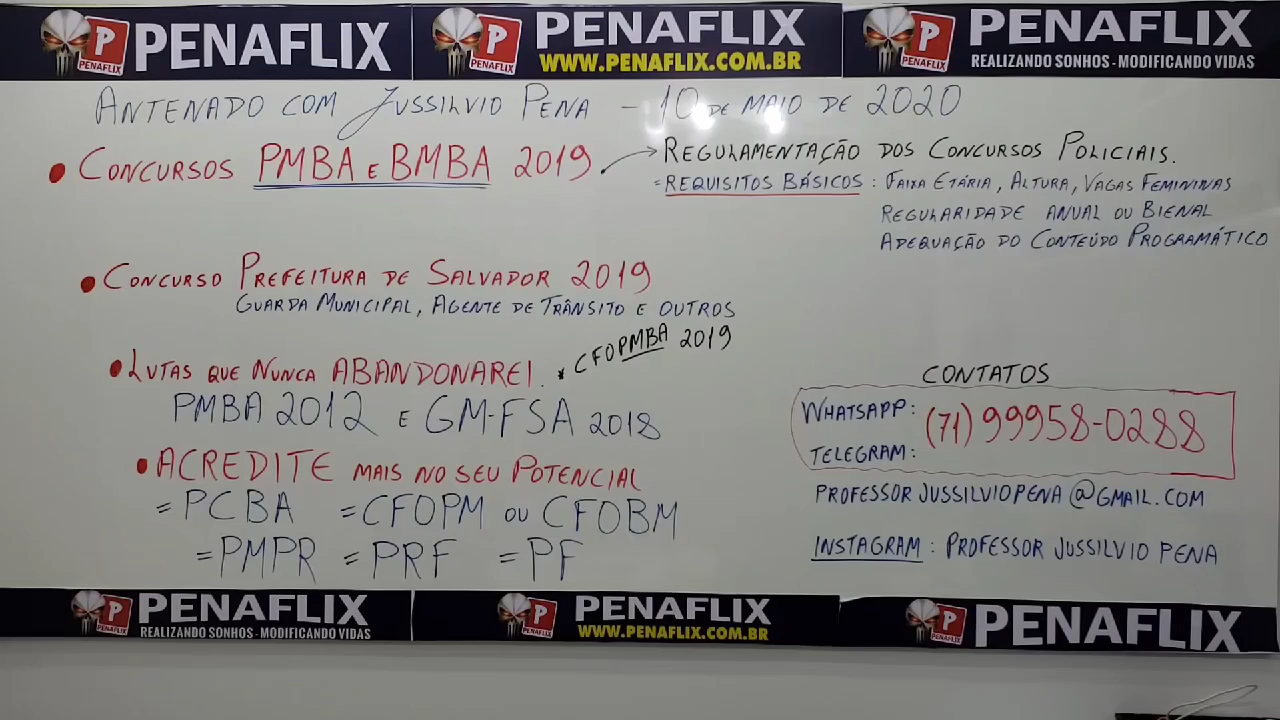 PENAFLIX
P
PENAFLIX
PENAFLIX
WWW.PENAFLIX.COM.BR
P
PENAFLIX
PENAFLIX
REALIZANDO SONHOS - MODIFICANDO VIDAS
P
PENAFLIX
ANTENADO COM JUSSILVIO PENA - 10 DE MAIO DE 2020
• CONCURSOS PMBA E BMBA 2019
→ REGULAMENTAÇÃO DOS CONCURSOS POLICIAIS.
= REQUISITOS BÁSICOS: FAIXA ETÁRIA, ALTURA, VAGAS FEMININAS
REGULARIDADE ANUAL OU BIENAL
ADEQUAÇÃO DO CONTEÚDO PROGRAMÁTICO
• CONCURSO PREFEITURA DE SALVADOR 2019
GUARDA MUNICIPAL, AGENTE DE TRÂNSITO E OUTROS
• LUTAS QUE NUNCA ABANDONAREI. * CFOPMBA 2019
PMBA 2012 E GM-FSA 2018
• ACREDITE MAIS NO SEU POTENCIAL
= PCBA = CFOPM OU CFOBM
= PMPR = PRF = PF
CONTATOS
WHATSAPP: (71) 99958-0288
TELEGRAM:
PROFESSORJUSSILVIOPENA@GMAIL.COM
INSTAGRAM: PROFESSOR JUSSILVIO PENA
PENAFLIX
REALIZANDO SONHOS - MODIFICANDO VIDAS
P
PENAFLIX
PENAFLIX
WWW.PENAFLIX.COM.BR
P
PENAFLIX
PENAFLIX
P
PENAFLIX